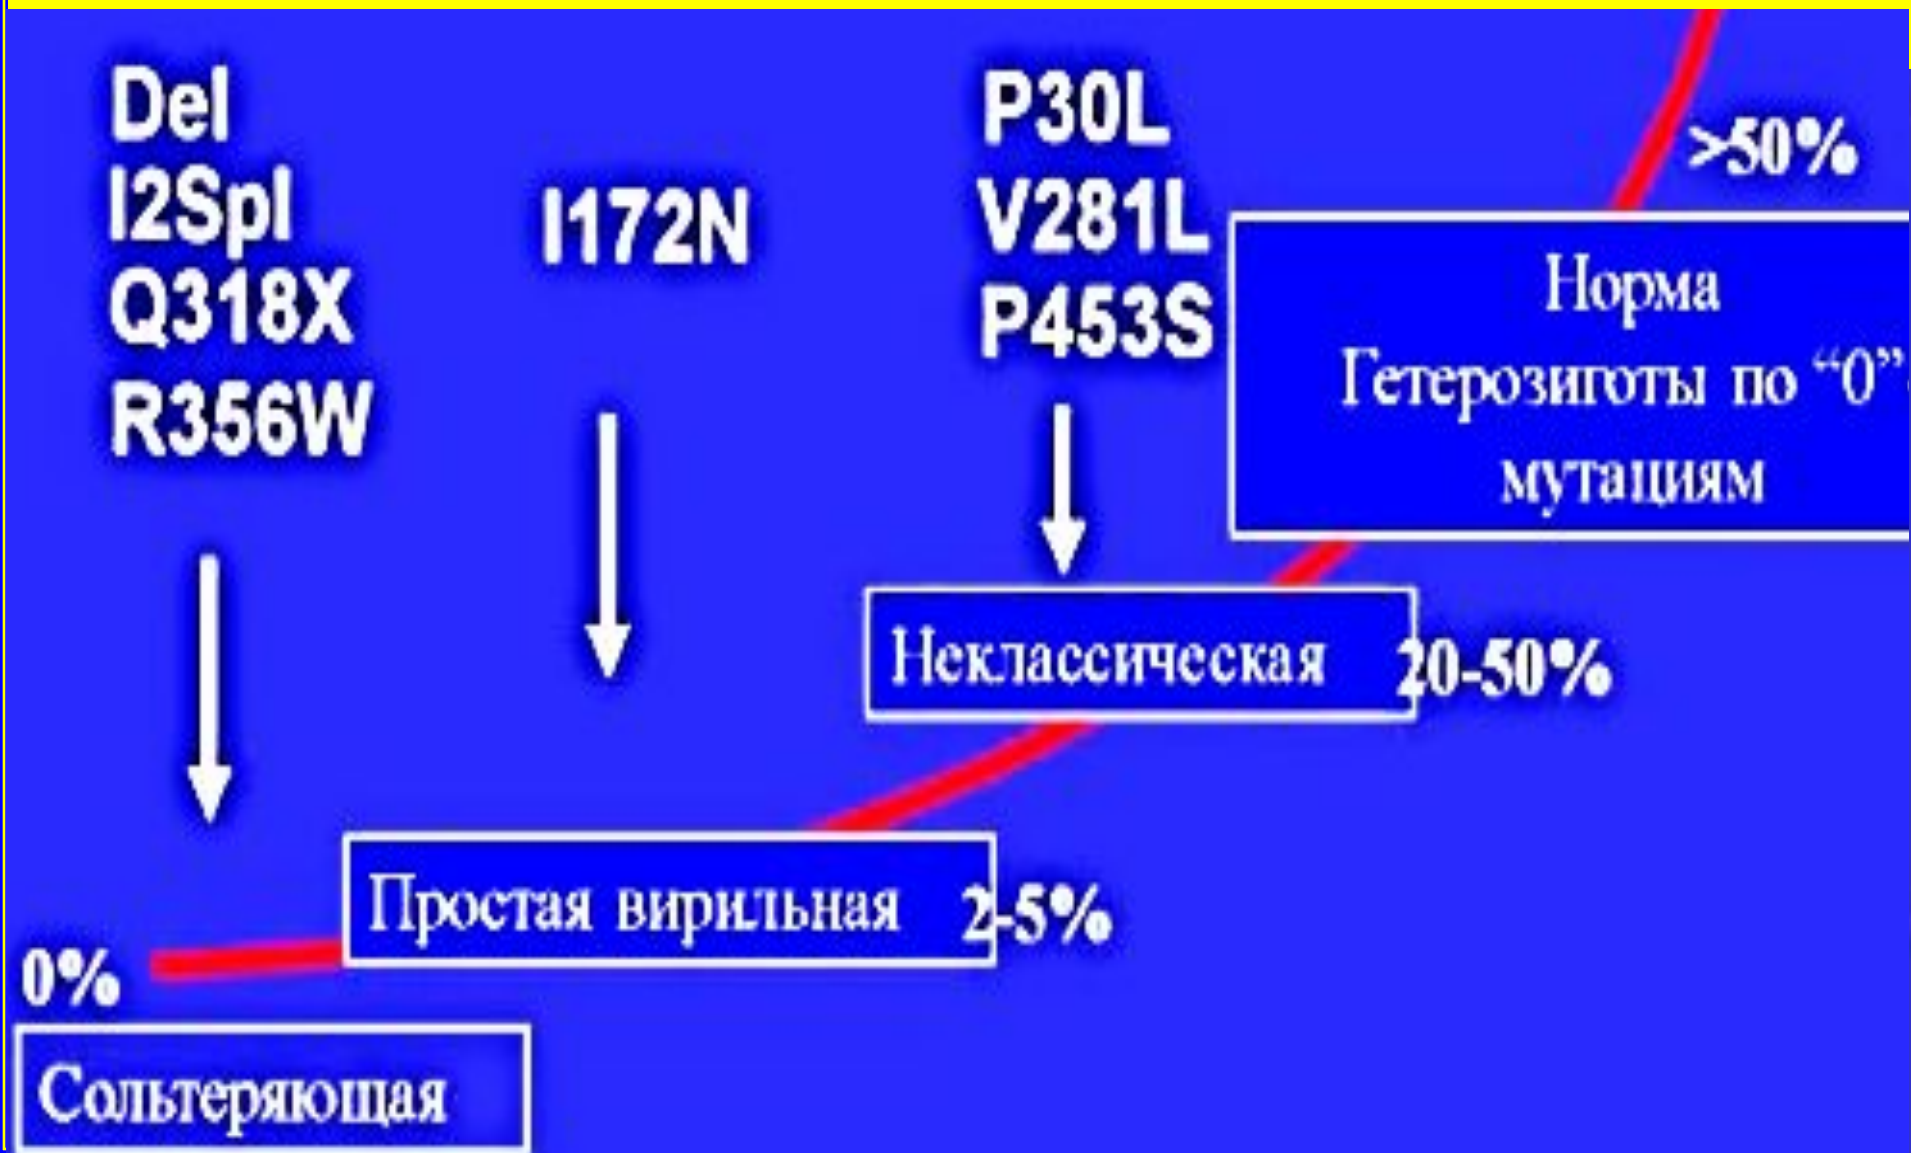 Del
I2Spl
Q318X
R356W
I172N
P30L
V281L
P453S
>50%
Норма
Гетерозиготы по “0”
мутациям
Неклассическая 20-50%
Простая вирильная 2-5%
0%
Сольтеряющая